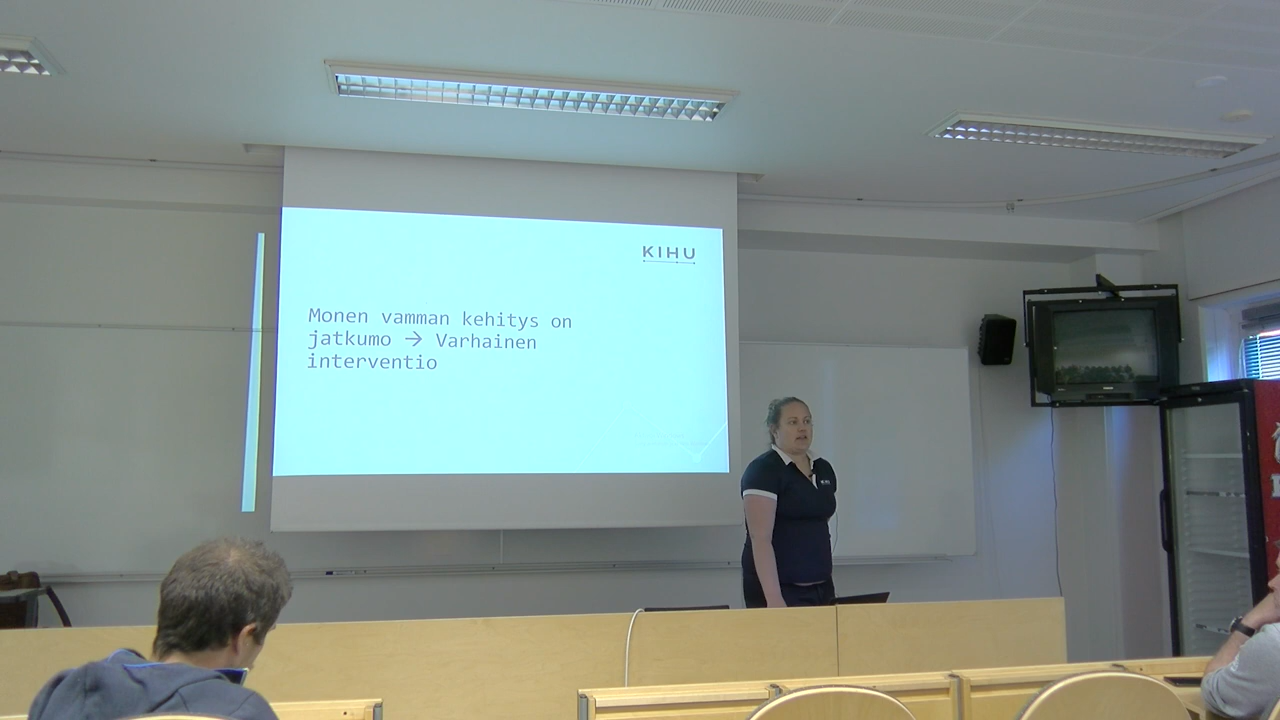 KIHU
Monen vamman kehitys on
jatkumo → Varhainen
interventio